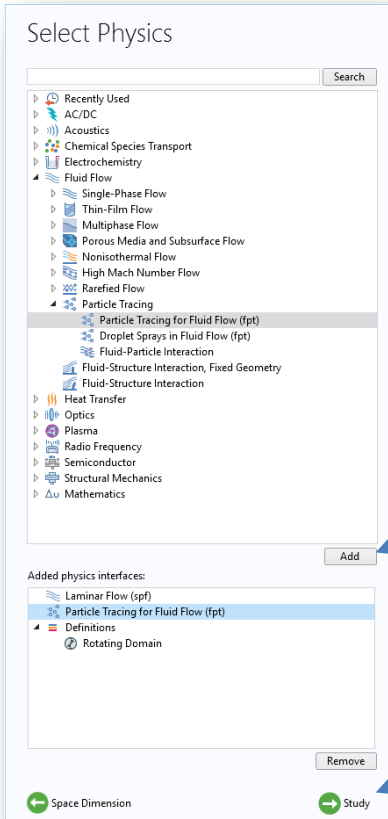 Select Physics
Search
Recently Used
AC/DC
Acoustics
Chemical Species Transport
Electrochemistry
Fluid Flow
Single-Phase Flow
Thin-Film Flow
Multiphase Flow
Porous Media and Subsurface Flow
Nonisothermal Flow
High Mach Number Flow
Rarefied Flow
Particle Tracing
Particle Tracing for Fluid Flow (fpt)
Droplet Sprays in Fluid Flow (fpt)
Fluid-Particle Interaction
Fluid-Structure Interaction, Fixed Geometry
Fluid-Structure Interaction
Heat Transfer
Optics
Plasma
Radio Frequency
Semiconductor
Structural Mechanics
Δu Mathematics
Add
Added physics interfaces:
Laminar Flow (spf)
Particle Tracing for Fluid Flow (fpt)
Definitions
Rotating Domain
Remove
Space Dimension
Study